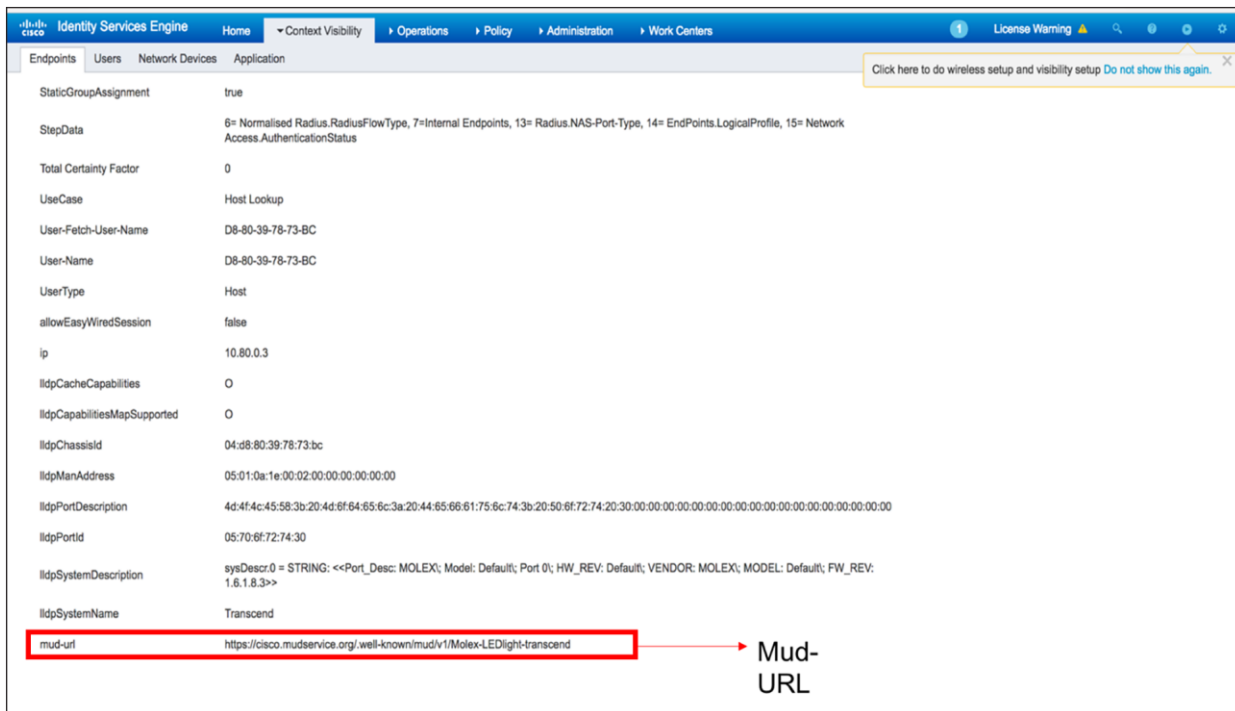 cisco Identity Services Engine Home Context Visibility Operations Policy Administration Work Centers 1 License Warning
Endpoints Users Network Devices Application
Click here to do wireless setup and visibility setup Do not show this again. X
StaticGroupAssignment true
StepData 6= Normalised Radius.RadiusFlowType, 7=Internal Endpoints, 13= Radius.NAS-Port-Type, 14= EndPoints.LogicalProfile, 15= Network
Access.AuthenticationStatus
Total Certainty Factor 0
UseCase Host Lookup
User-Fetch-User-Name D8-80-39-78-73-BC
User-Name D8-80-39-78-73-BC
UserType Host
allowEasyWiredSession false
ip 10.80.0.3
lldpCacheCapabilities O
lldpCapabilitiesMapSupported O
lldpChassisId 04:d8:80:39:78:73:bc
lldpManAddress 05:01:0a:1e:00:02:00:00:00:00:00:00
lldpPortDescription 4d:4f:4c:45:58:3b:20:4d:6f:64:65:6c:3a:20:44:65:66:61:75:6c:74:3b:20:50:6f:72:74:20:30:00:00:00:00:00:00:00:00:00:00:00:00:00:00:00:00:00:00
lldpPortId 05:70:6f:72:74:30
lldpSystemDescription sysDescr.0 = STRING: <<Port_Desc: MOLEX\; Model: Default\; Port 0\; HW_REV: Default\; VENDOR: MOLEX\; MODEL: Default\; FW_REV:
1.6.1.8.3>>
lldpSystemName Transcend
mud-url https://cisco.mudservice.org/.well-known/mud/v1/Molex-LEDlight-transcend
Mud-
URL